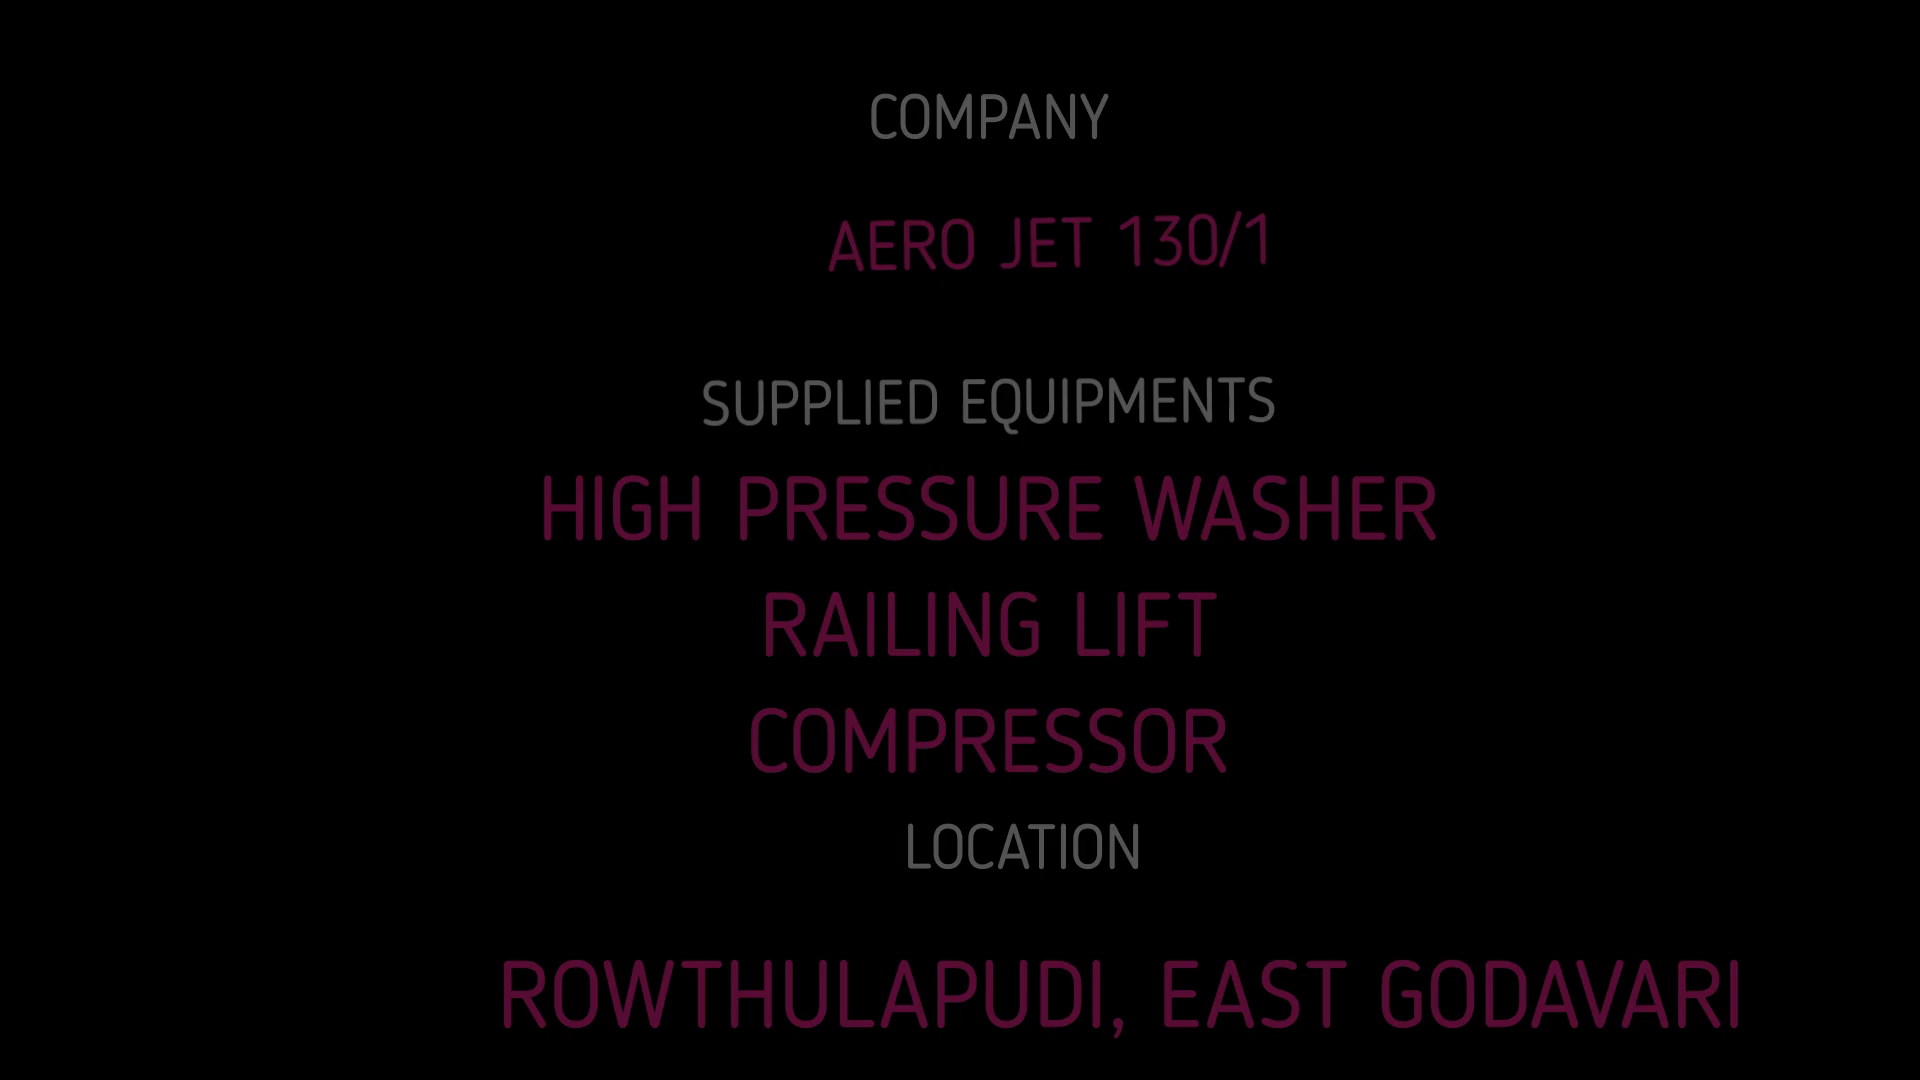 COMPANY
AERO JET 130/1
SUPPLIED EQUIPMENTS
HIGH PRESSURE WASHER
RAILING LIFT
COMPRESSOR
LOCATION
ROWTHULAPUDI, EAST GODAVARI